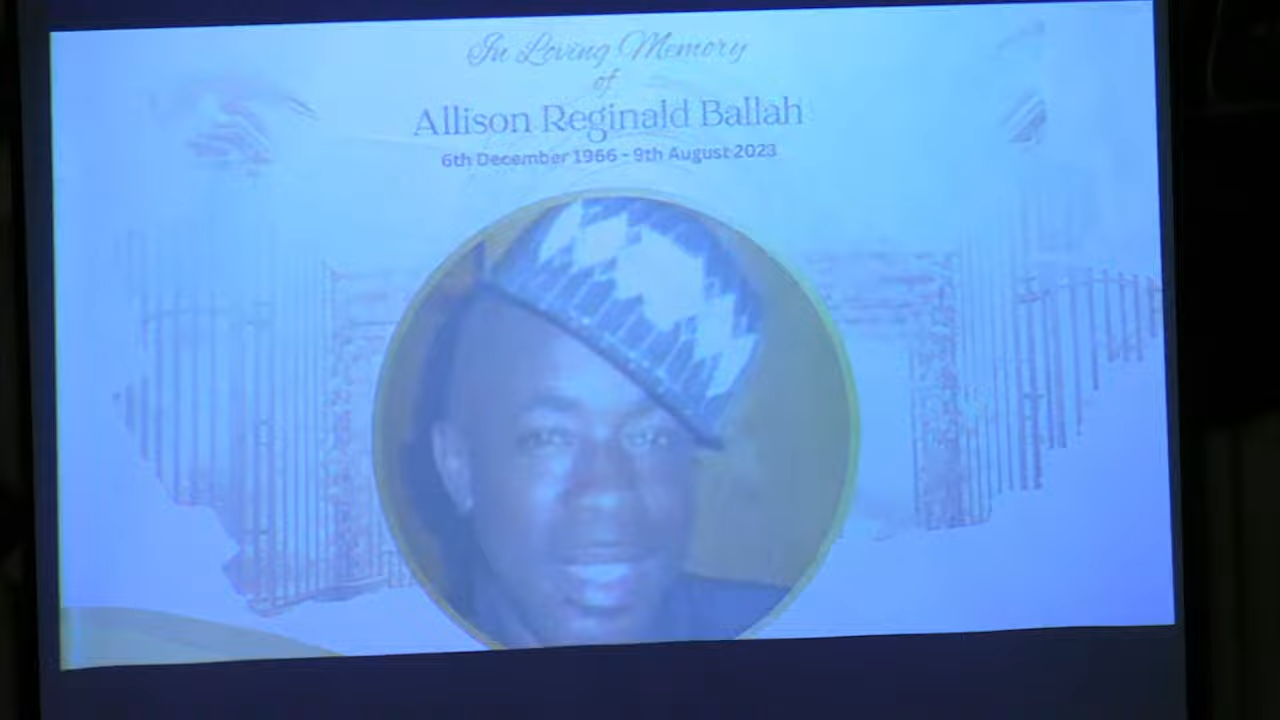 In Loving Memory
of
Allison Reginald Ballah
6th December 1966 - 9th August 2023